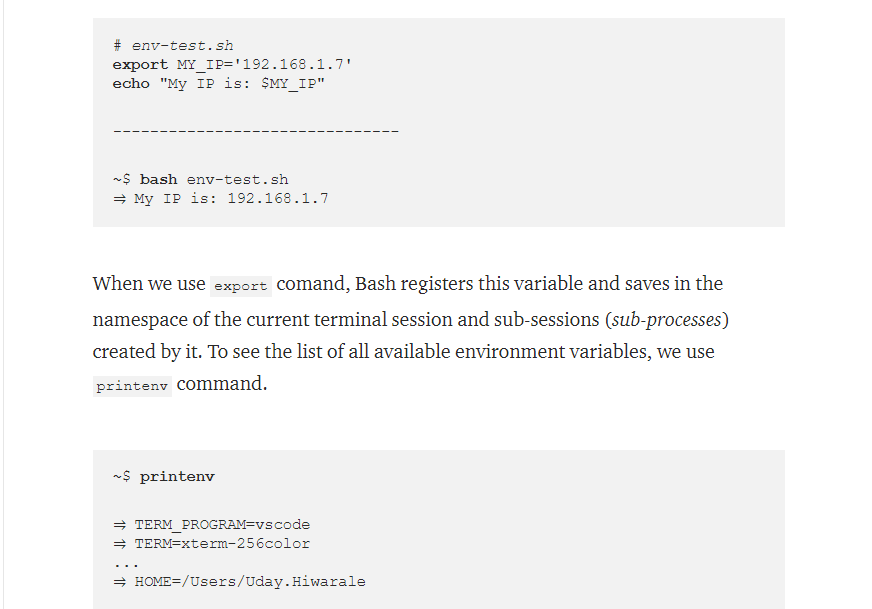 # env-test.sh
export MY_IP='192.168.1.7'
echo "My IP is: $MY_IP"
-------------------------------
~$ bash env-test.sh
⇒ My IP is: 192.168.1.7
When we use export comand, Bash registers this variable and saves in the
namespace of the current terminal session and sub-sessions (sub-processes)
created by it. To see the list of all available environment variables, we use
printenv command.
~$ printenv
⇒ TERM_PROGRAM=vscode
⇒ TERM=xterm-256color
...
⇒ HOME=/Users/Uday.Hiwarale